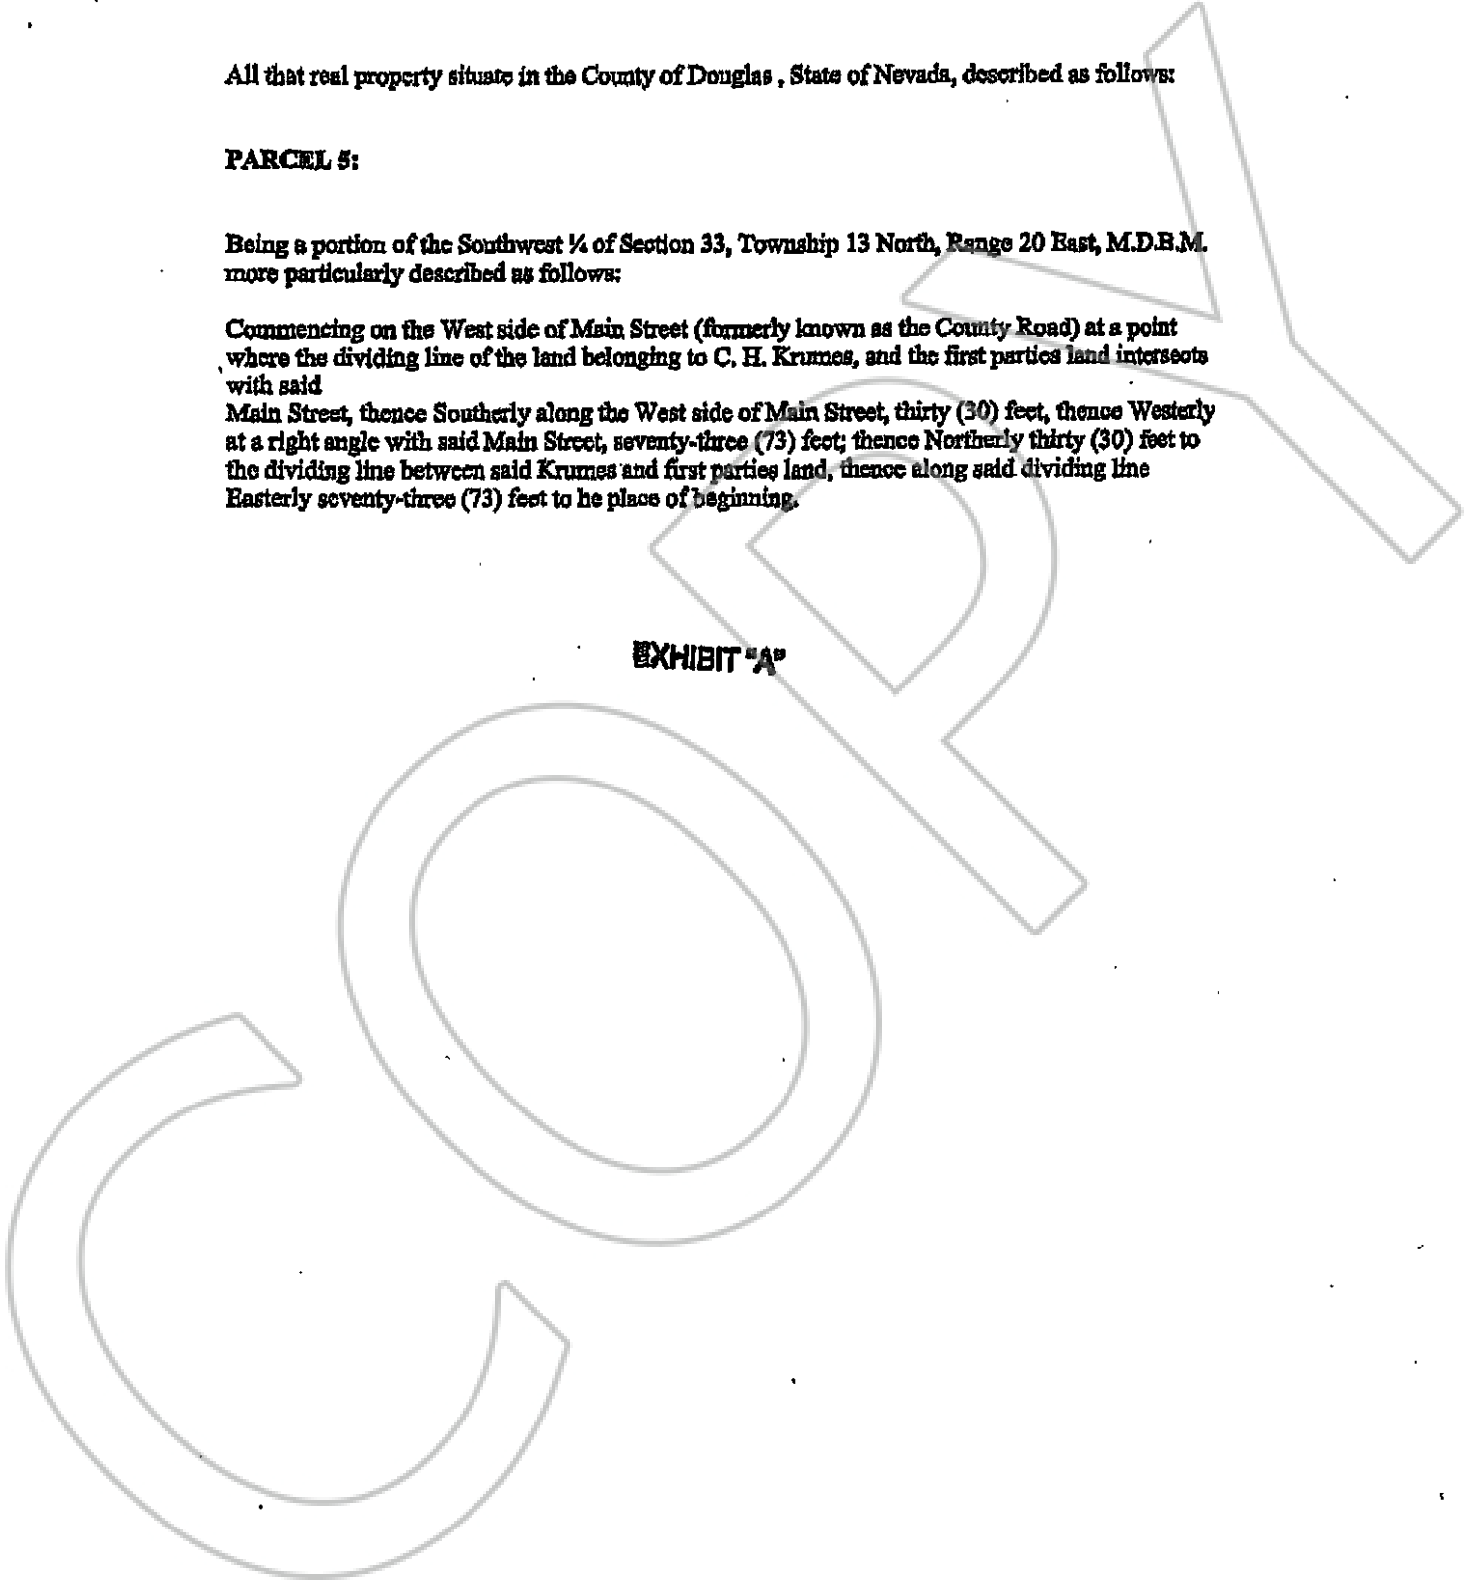 All that real property situate in the County of Douglas , State of Nevada, described as follows:
PARCEL 5:
Being a portion of the Southwest ¼ of Section 33, Township 13 North, Range 20 East, M.D.B.M.
more particularly described as follows:
Commencing on the West side of Main Street (formerly known as the County Road) at a point
where the dividing line of the land belonging to C. H. Krumes, and the first parties land intersects
with said
Main Street, thence Southerly along the West side of Main Street, thirty (30) feet, thence Westerly
at a right angle with said Main Street, seventy-three (73) feet; thence Northerly thirty (30) feet to
the dividing line between said Krumes and first parties land, thence along said dividing line
Easterly seventy-three (73) feet to he place of beginning.
EXHIBIT "A"
COPY